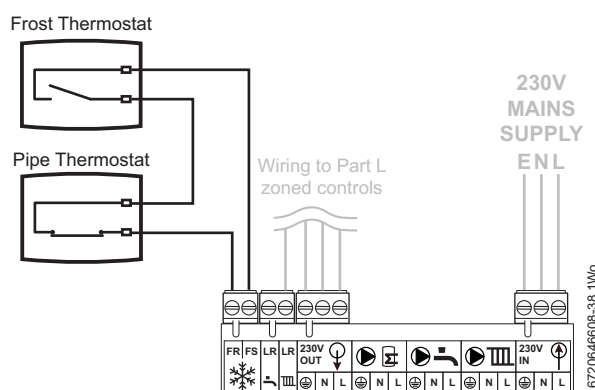 Frost Thermostat
Pipe Thermostat
Wiring to Part L
zoned controls
230V
MAINS
SUPPLY
E N L
FR FS LR LR 230V OUT 230V IN
N L N L N L N L N L
6720646608-38.1Wo